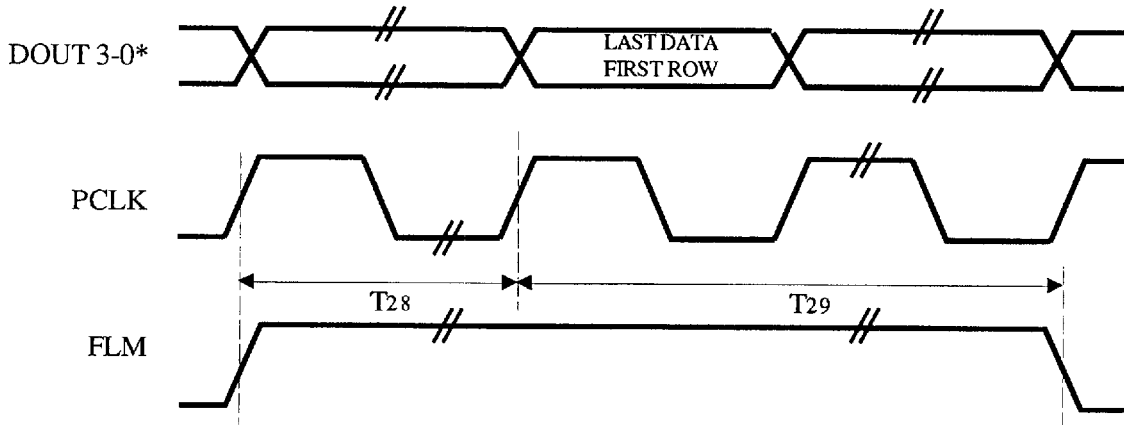 DOUT 3-0*
LAST DATA
FIRST ROW
PCLK
T28
T29
FLM